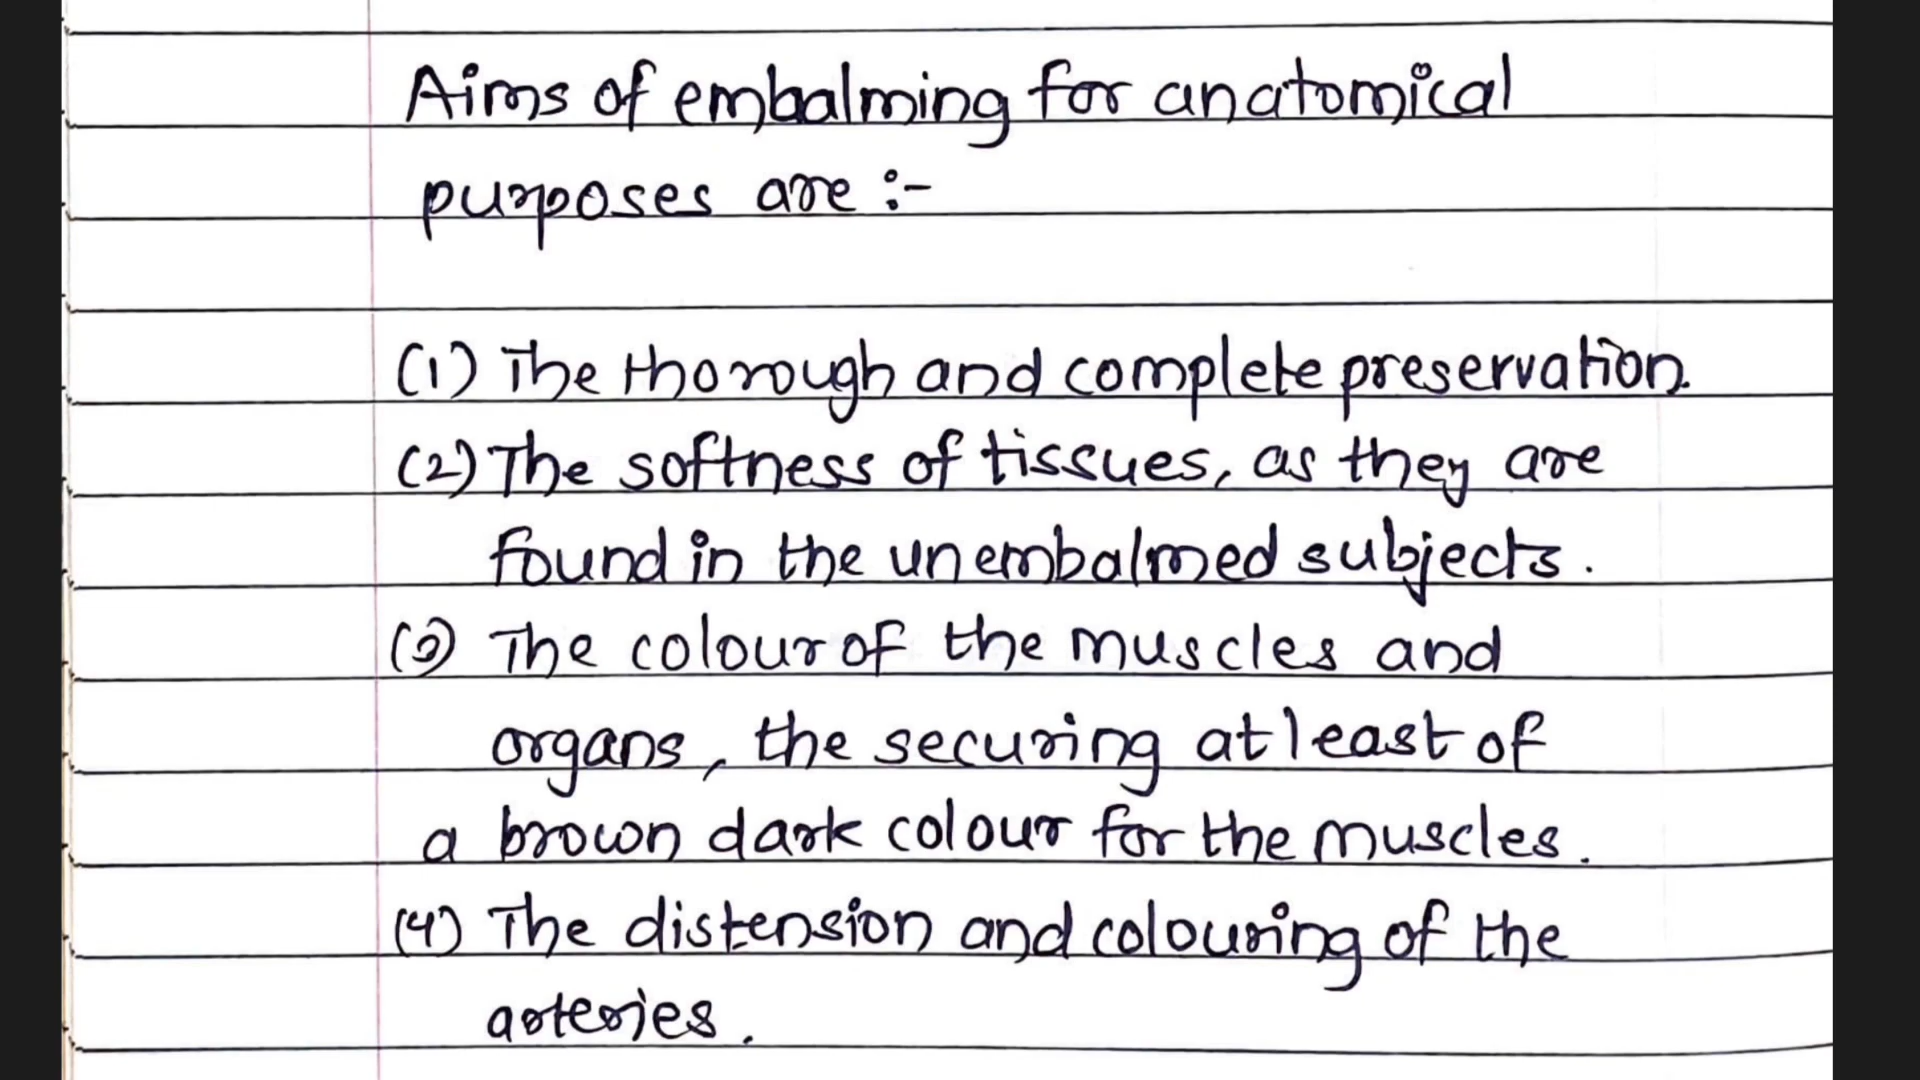 Aims of embalming for anatomical
purposes are :-
(1) The thorough and complete preservation.
(2) The softness of tissues, as they are
found in the unembalmed subjects.
(3) The colour of the muscles and
organs, the securing at least of
a brown dark colour for the muscles.
(4) The distension and colouring of the
arteries.